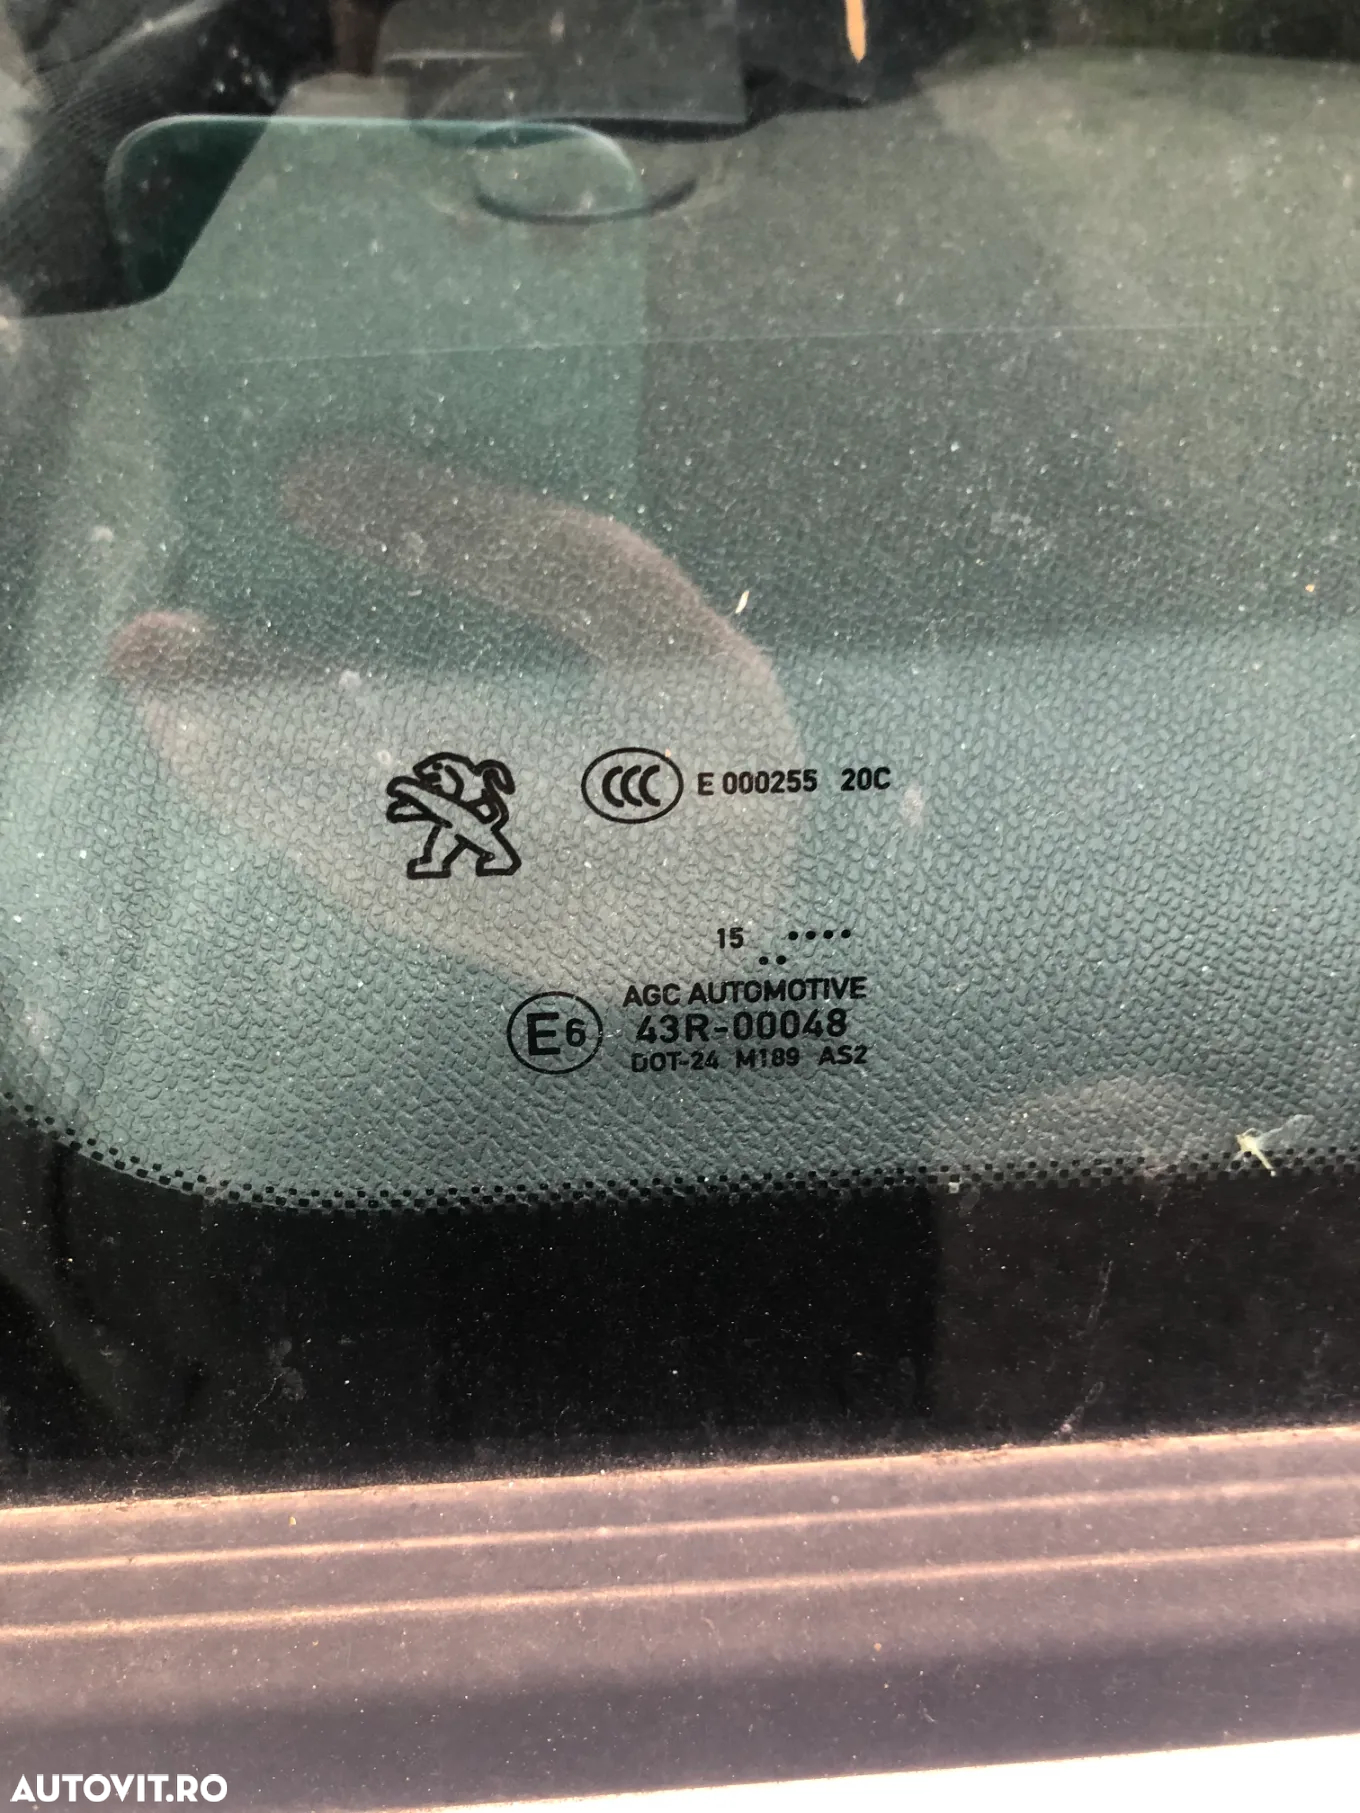 CCC E 000255 20C
15 ..····
AGC AUTOMOTIVE
E6 43R-00048
DOT-24 M189 AS2
AUTOVIT.RO